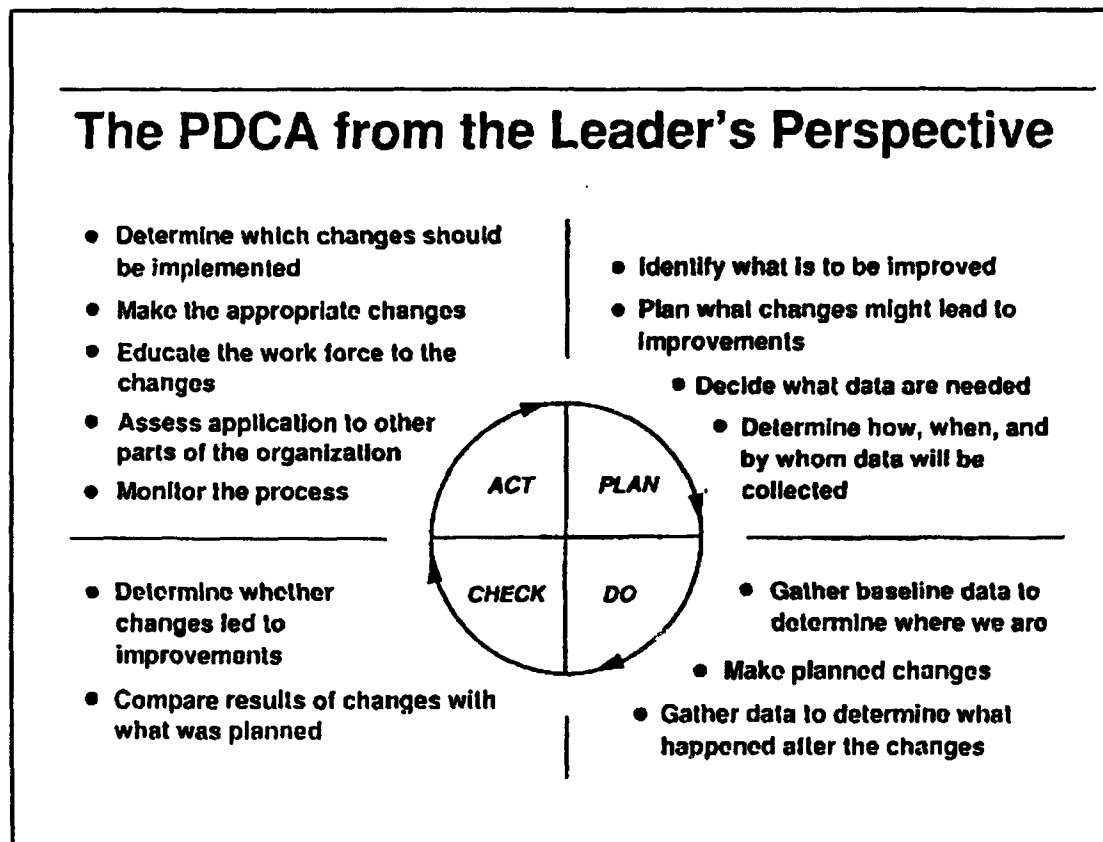 The PDCA from the Leader's Perspective
• Determine which changes should
be implemented
• Make the appropriate changes
• Educate the work force to the
changes
• Assess application to other
parts of the organization
• Monitor the process
• Identify what is to be improved
• Plan what changes might lead to
improvements
• Decide what data are needed
• Determine how, when, and
by whom data will be
collected
ACT
PLAN
CHECK
DO
• Determine whether
changes led to
improvements
• Compare results of changes with
what was planned
• Gather baseline data to
determine where we are
• Make planned changes
• Gather data to determine what
happened after the changes